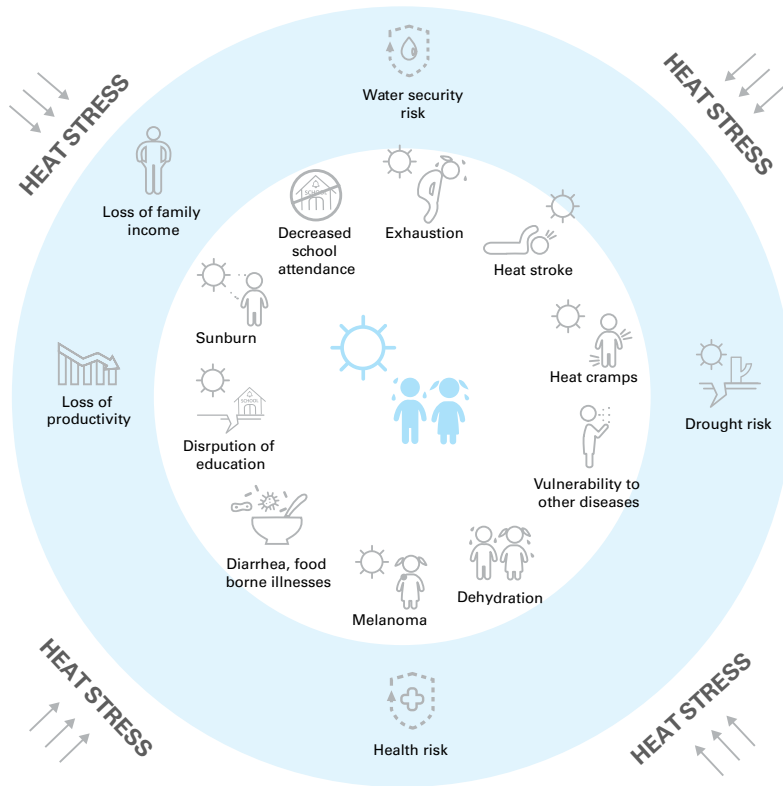 HEAT STRESS
HEAT STRESS
Water security
risk
Loss of family
income
SCHOOL
Decreased
school
attendance
Exhaustion
Heat stroke
Sunburn
Heat cramps
Loss of
productivity
SCHOOL
Disrpution of
education
Drought risk
Vulnerability to
other diseases
Diarrhea, food
borne illnesses
Dehydration
Melanoma
HEAT STRESS
HEAT STRESS
Health risk